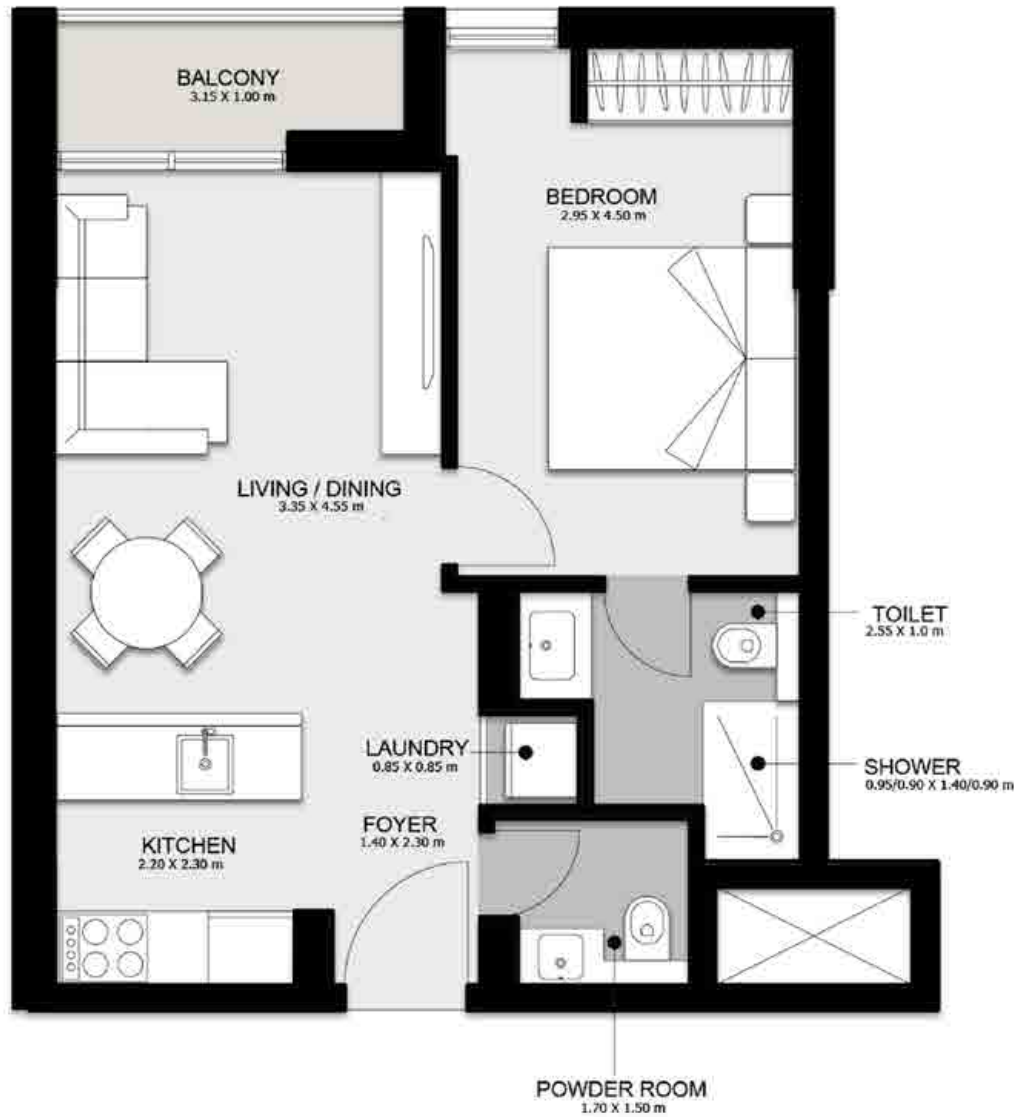 BALCONY
3.15 X 1.00 m
BEDROOM
2.95 X 4.50 m
LIVING / DINING
3.35 X 4.55 m
TOILET
2.55 X 1.0 m
LAUNDRY
0.85 X 0.85 m
SHOWER
0.95/0.90 X 1.40/0.90 m
FOYER
1.40 X 2.30 m
KITCHEN
2.20 X 2.30 m
POWDER ROOM
1.70 X 1.50 m